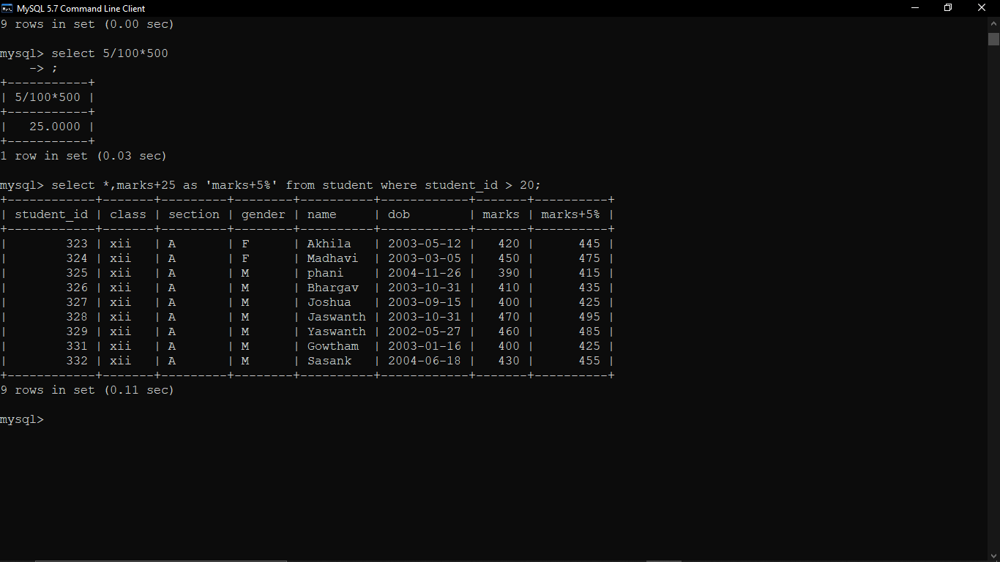 MySQL 5.7 Command Line Client
9 rows in set (0.00 sec)
mysql> select 5/100*500
    -> ;
+-----------+
| 5/100*500 |
+-----------+
|   25.0000 |
+-----------+
1 row in set (0.03 sec)
mysql> select *,marks+25 as 'marks+5%' from student where student_id > 20;
+------------+-------+---------+--------+----------+------------+-------+----------+
| student_id | class | section | gender | name     | dob        | marks | marks+5% |
+------------+-------+---------+--------+----------+------------+-------+----------+
|        323 | xii   | A       | F      | Akhila   | 2003-05-12 |   420 |      445 |
|        324 | xii   | A       | F      | Madhavi  | 2003-03-05 |   450 |      475 |
|        325 | xii   | A       | M      | phani    | 2004-11-26 |   390 |      415 |
|        326 | xii   | A       | M      | Bhargav  | 2003-10-31 |   410 |      435 |
|        327 | xii   | A       | M      | Joshua   | 2003-09-15 |   400 |      425 |
|        328 | xii   | A       | M      | Jaswanth | 2003-10-31 |   470 |      495 |
|        329 | xii   | A       | M      | Yaswanth | 2002-05-27 |   460 |      485 |
|        331 | xii   | A       | M      | Gowtham  | 2003-01-16 |   400 |      425 |
|        332 | xii   | A       | M      | Sasank   | 2004-06-18 |   430 |      455 |
+------------+-------+---------+--------+----------+------------+-------+----------+
9 rows in set (0.11 sec)
mysql>